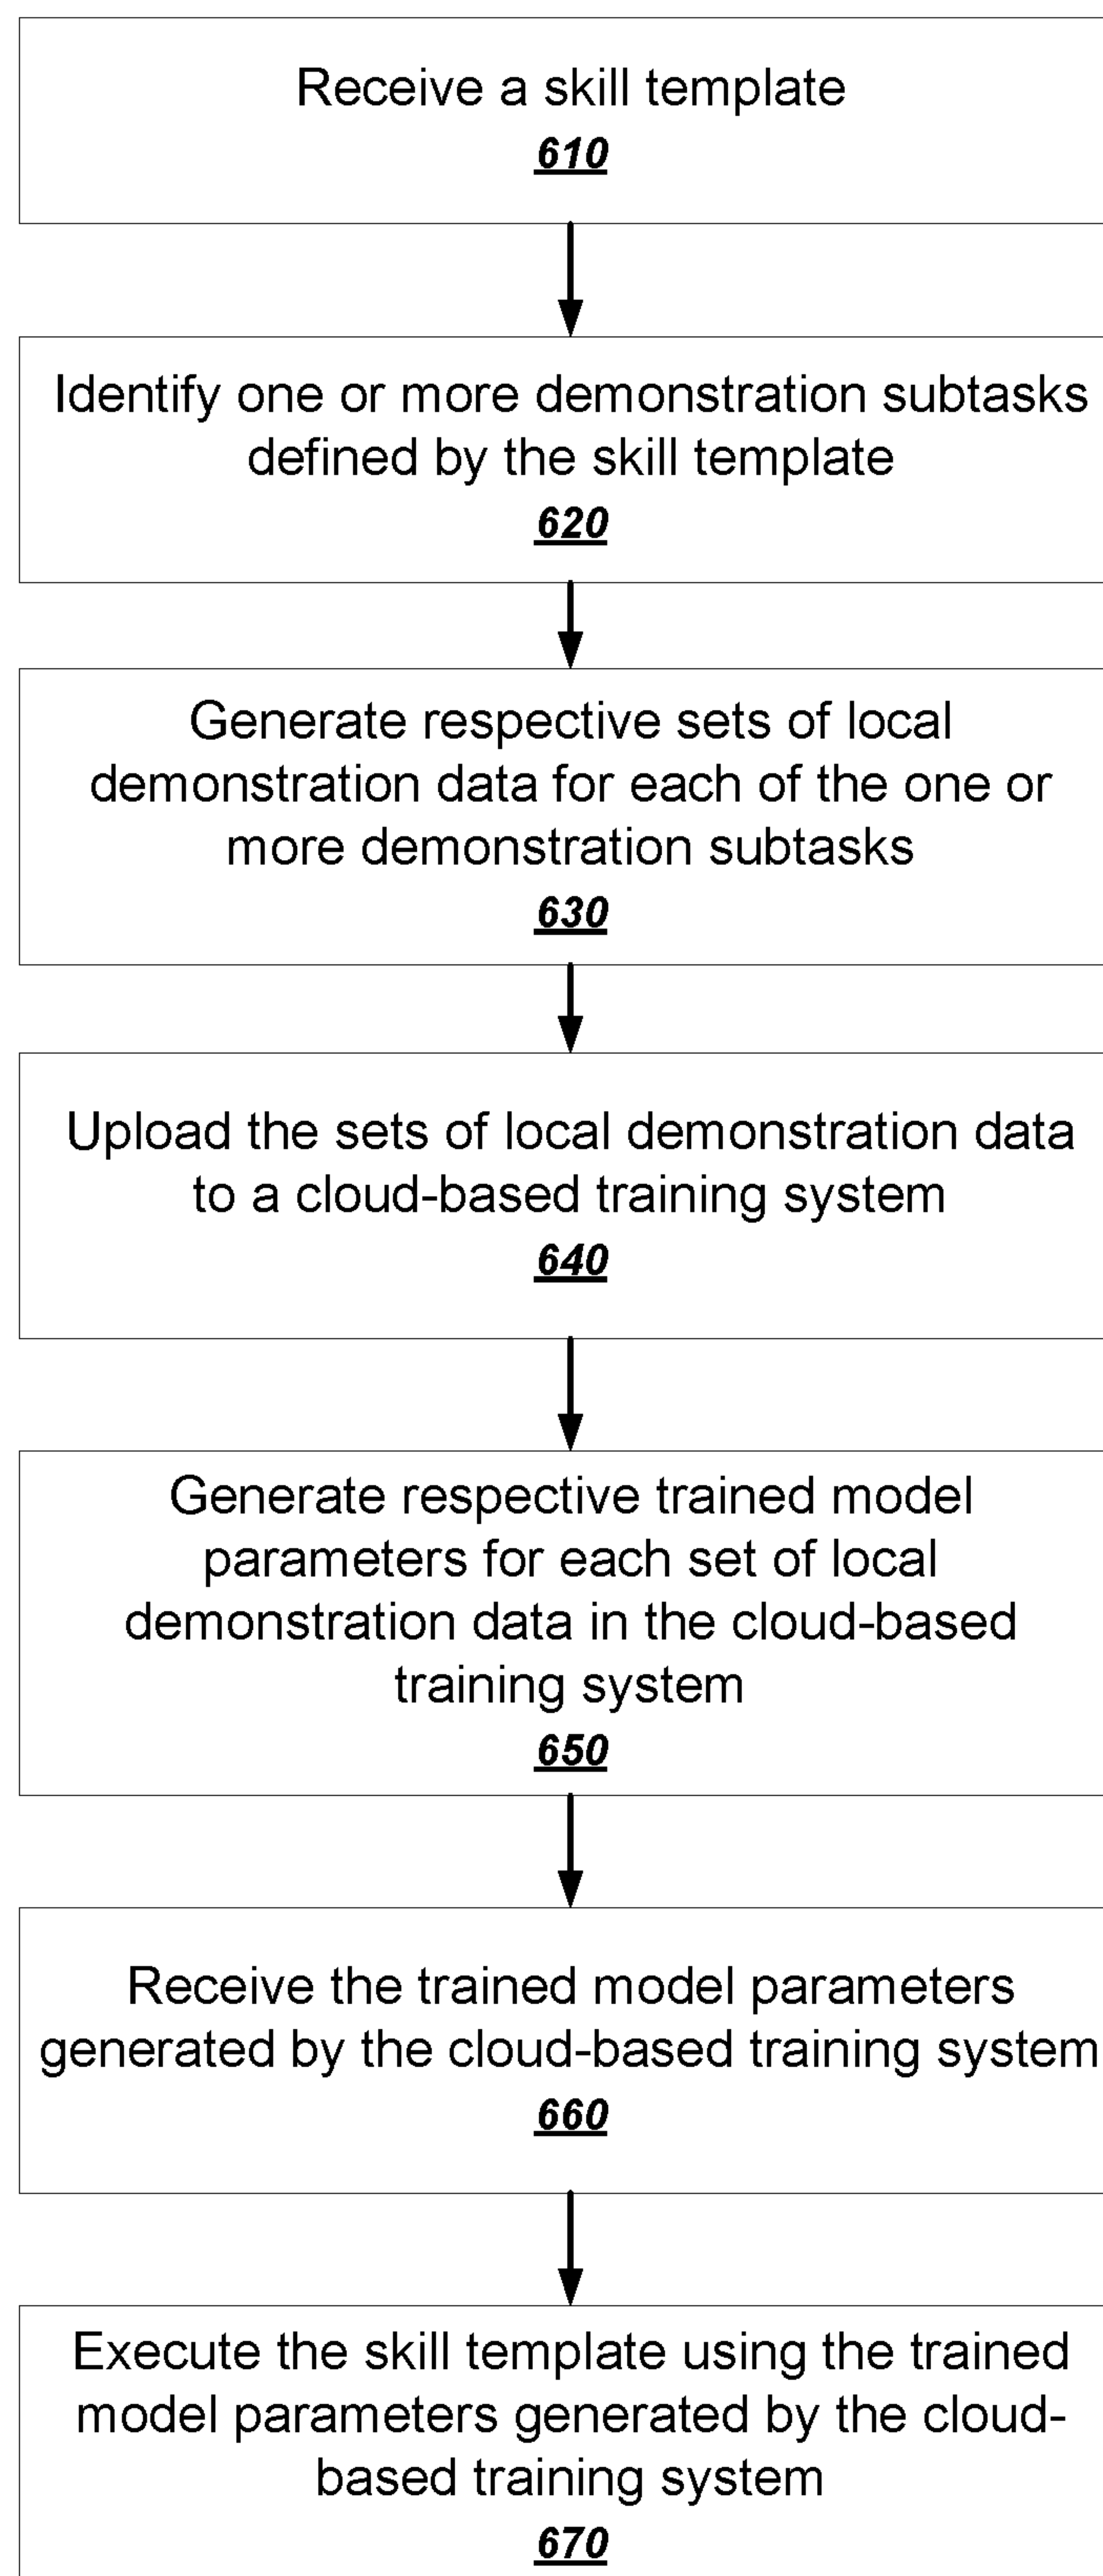 Receive a skill template
610
Identify one or more demonstration subtasks
defined by the skill template
620
Generate respective sets of local
demonstration data for each of the one or
more demonstration subtasks
630
Upload the sets of local demonstration data
to a cloud-based training system
640
Generate respective trained model
parameters for each set of local
demonstration data in the cloud-based
training system
650
Receive the trained model parameters
generated by the cloud-based training system
660
Execute the skill template using the trained
model parameters generated by the cloud-
based training system
670